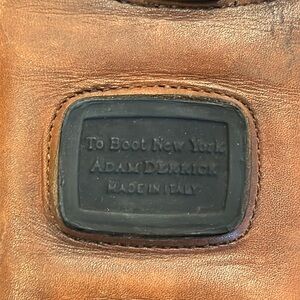 To Boot New York
ADAM DERRICK
MADE IN ITALY